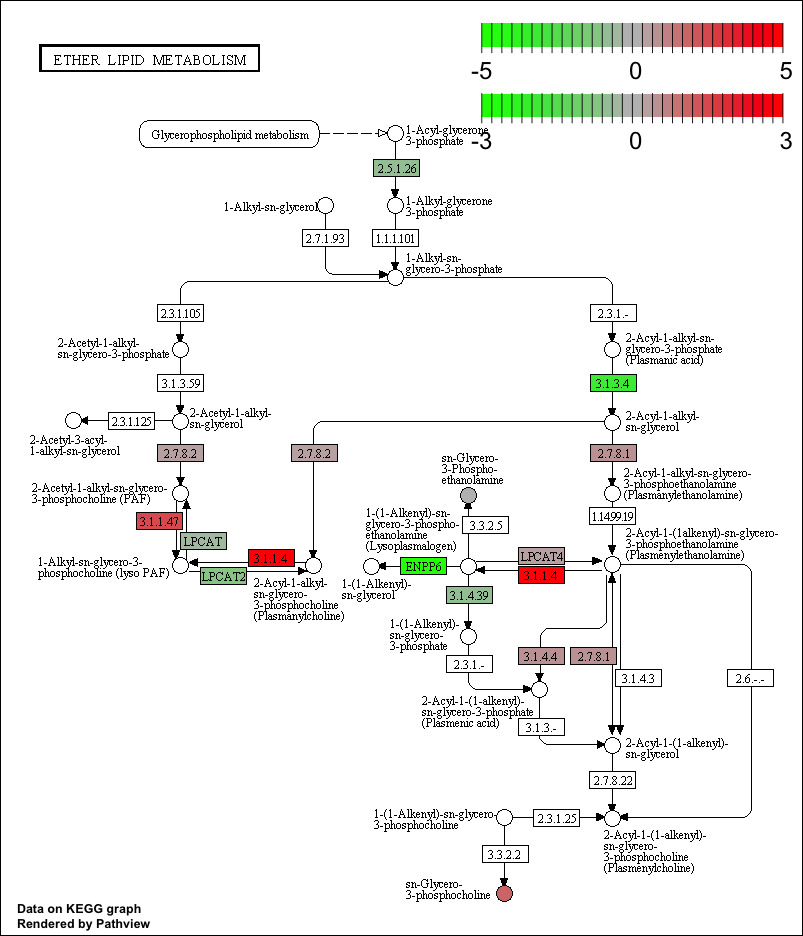 ETHER LIPID METABOLISM
-5
0
5
-3
0
3
Glycerophospholipid metabolism
1-Acyl-glycerone
3-phosphate
2.5.1.26
1-Alkyl-sn-glycerol
1-Alkyl-glycerone
3-phosphate
2.7.1.93
1.1.1.101
1-Alkyl-sn-
glycero-3-phosphate
2.3.1.105
2.3.1.-
2-Acetyl-1-alkyl-
sn-glycero-3-phosphate
2-Acyl-1-alkyl-sn-
glycero-3-phosphate
(Plasmanic acid)
3.1.3.59
3.1.3.4
2.3.1.125
2-Acetyl-1-alkyl-
sn-glycerol
2-Acyl-1-alkyl-
sn-glycerol
2-Acetyl-3-acyl-
1-alkyl-sn-glycerol
2.7.8.2
2.7.8.2
2.7.8.1
sn-Glycero-
3-Phospho-
ethanolamine
2-Acetyl-1-alkyl-sn-glycero-
3-phosphocholine (PAF)
2-Acyl-1-alkyl-sn-glycero-
3-phosphoethanolamine
(Plasmanylethanolamine)
3.1.1.47
LPCAT
1-(1-Alkenyl)-sn-
glycero-3-phospho-
ethanolamine
(Lysoplasmalogen)
3.3.2.5
1.14.99.19
2-Acyl-1-(1alkenyl)-sn-glycero-
3-phosphoethanolamine
(Plasmenylethanolamine)
1-Alkyl-sn-glycero-3-
phosphocholine (lyso PAF)
3.1.1.4
LPCAT2
2-Acyl-1-alkyl-
sn-glycero-
3-phosphocholine
(Plasmanylcholine)
ENPP6
LPCAT4
3.1.1.4
1-(1-Alkenyl)-
sn-glycerol
3.1.4.39
1-(1-Alkenyl)-
sn-glycero-
3-phosphate
2.3.1.-
3.1.4.4
2.7.8.1
3.1.4.3
2.6.-.-
2-Acyl-1-(1-alkenyl)-
sn-glycero-3-phosphate
(Plasmenic acid)
3.1.3.-
2-Acyl-1-(1-alkenyl)-
sn-glycerol
2.7.8.22
1-(1-Alkenyl)-sn-glycero-
3-phosphocholine
2.3.1.25
2-Acyl-1-(1-alkenyl)-
sn-glycero-
3-phosphocholine
(Plasmenylcholine)
3.3.2.2
sn-Glycero-
3-phosphocholine
Data on KEGG graph
Rendered by Pathview